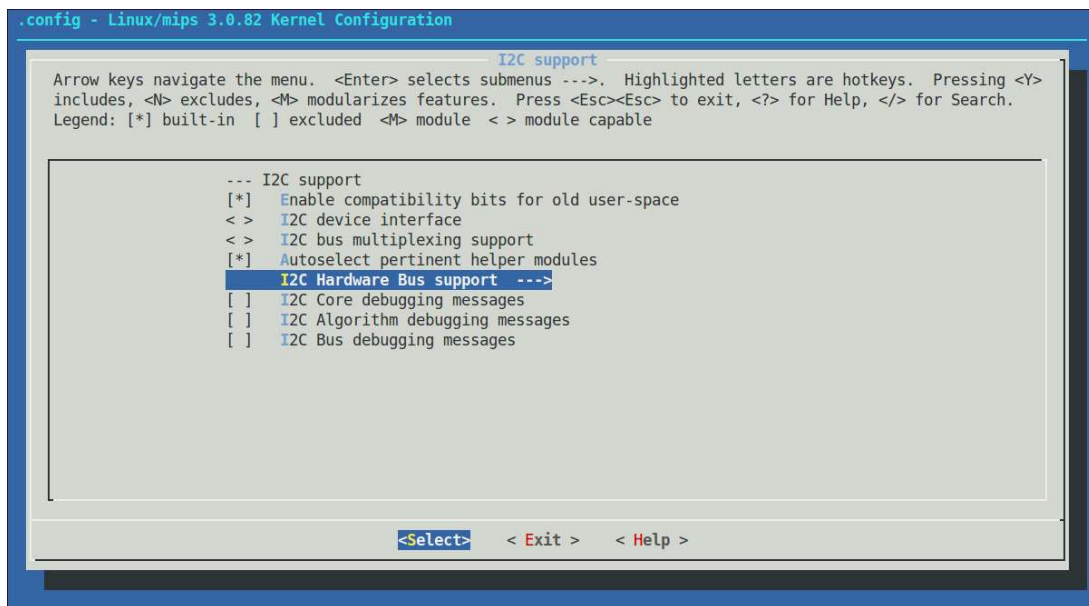 .config - Linux/mips 3.0.82 Kernel Configuration
I2C support
Arrow keys navigate the menu. <Enter> selects submenus --->. Highlighted letters are hotkeys. Pressing <Y>
includes, <N> excludes, <M> modularizes features. Press <Esc><Esc> to exit, <?> for Help, </> for Search.
Legend: [*] built-in [ ] excluded <M> module < > module capable
--- I2C support
[*] Enable compatibility bits for old user-space
< > I2C device interface
< > I2C bus multiplexing support
[*] Autoselect pertinent helper modules
I2C Hardware Bus support --->
[ ] I2C Core debugging messages
[ ] I2C Algorithm debugging messages
[ ] I2C Bus debugging messages
<Select> < Exit > < Help >